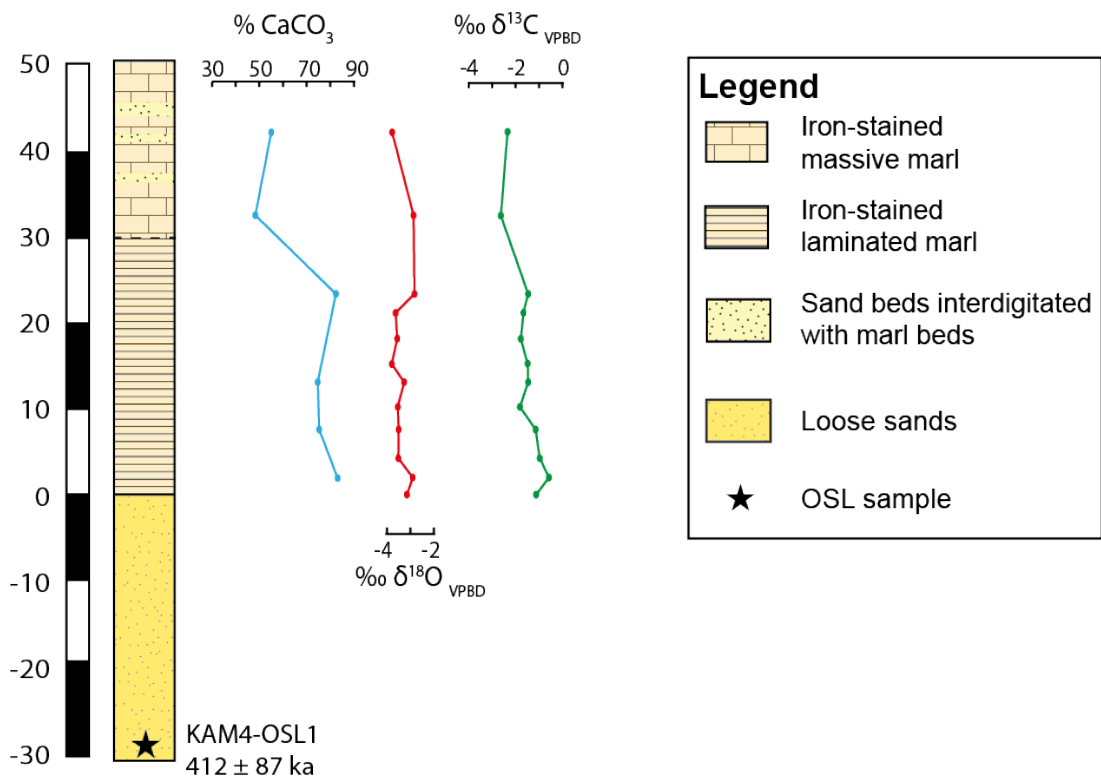 % CaCO₃
30 50 70 90
‰ δ¹³C VPBD
-4 -2 0
50
40
30
20
10
0
-10
-20
-30
-4 -2
‰ δ¹⁸O VPBD
KAM4-OSL1
412 ± 87 ka
Legend
Iron-stained
massive marl
Iron-stained
laminated marl
Sand beds interdigitated
with marl beds
Loose sands
OSL sample